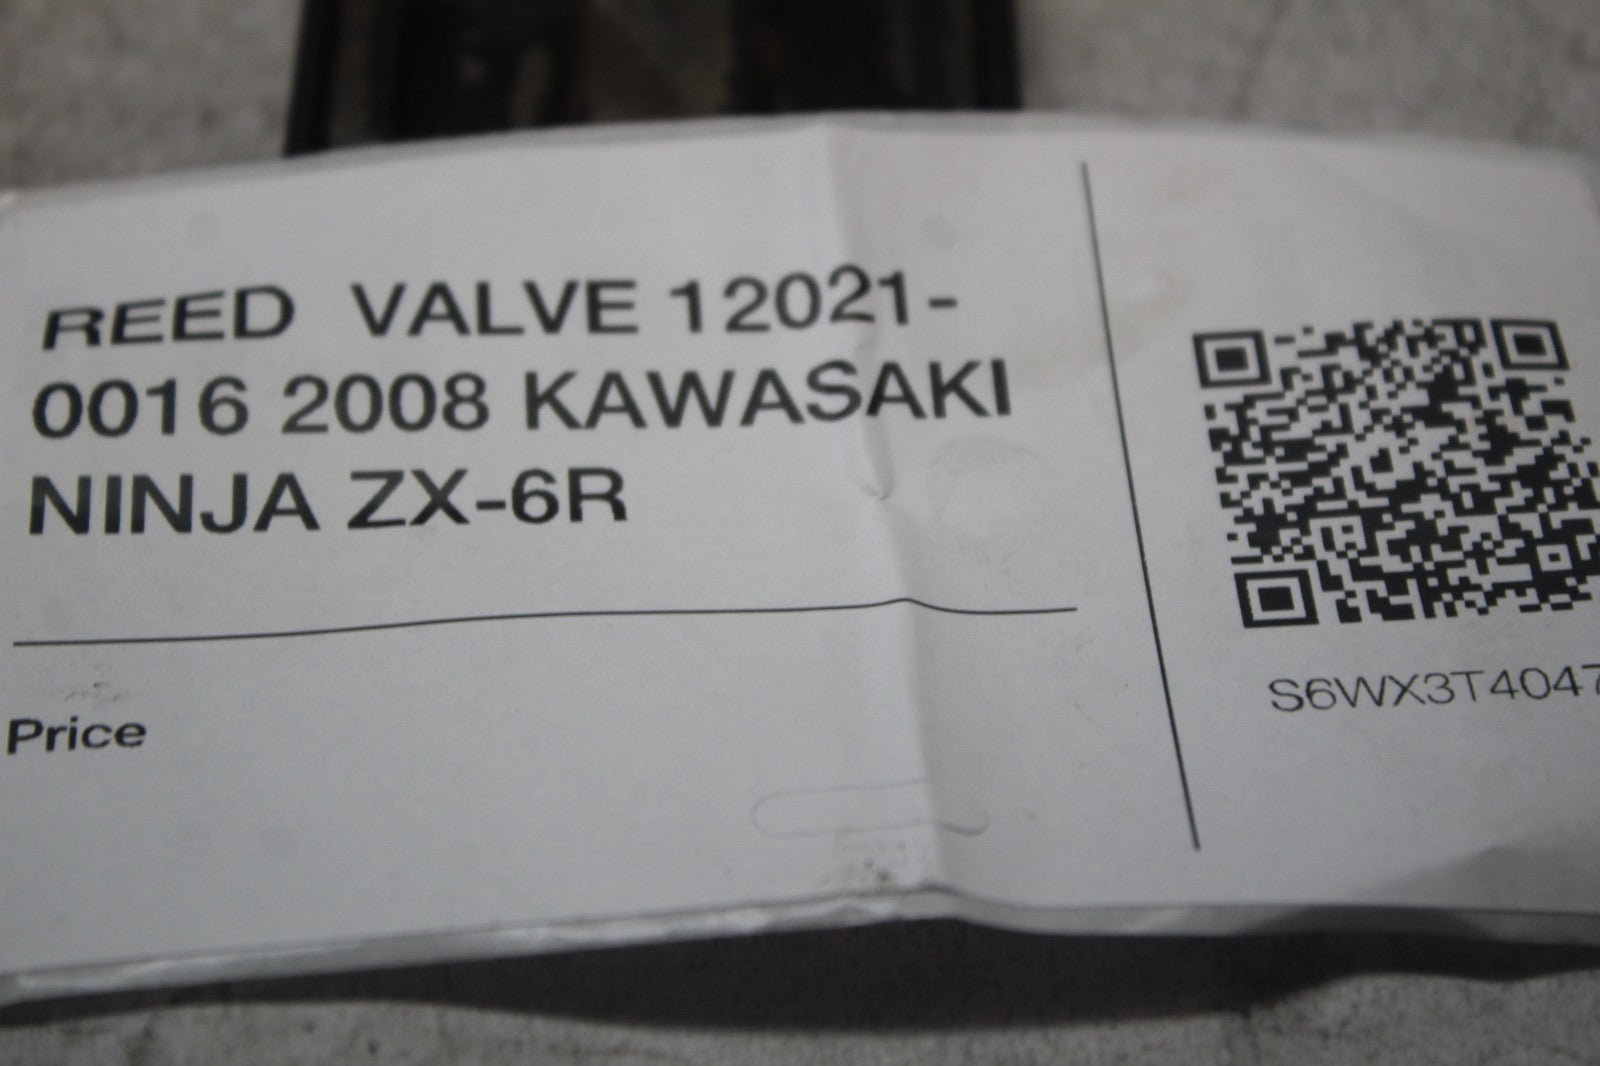 REED VALVE 12021-
0016 2008 KAWASAKI
NINJA ZX-6R
Price
S6WX3T4047